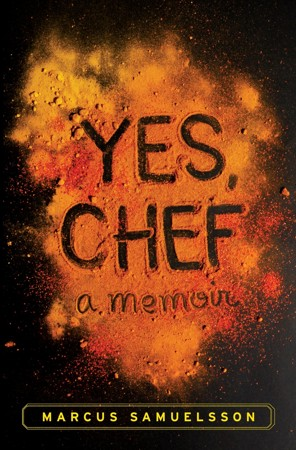 YES,
CHEF
a memoir
MARCUS SAMUELSSON